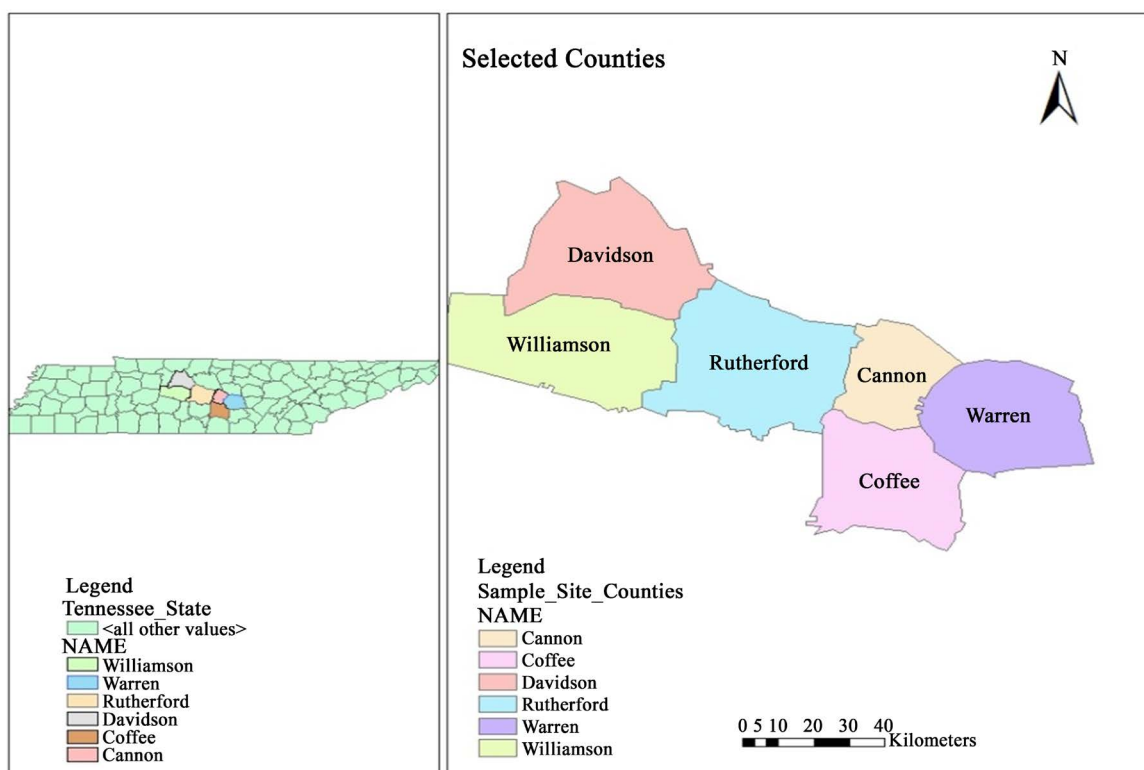 Legend
Tennessee_State
<all other values>
NAME
Williamson
Warren
Rutherford
Davidson
Coffee
Cannon
Selected Counties
N
Davidson
Williamson
Rutherford
Cannon
Warren
Coffee
Legend
Sample_Site_Counties
NAME
Cannon
Coffee
Davidson
Rutherford
Warren
Williamson
0 5 10 20 30 40
Kilometers